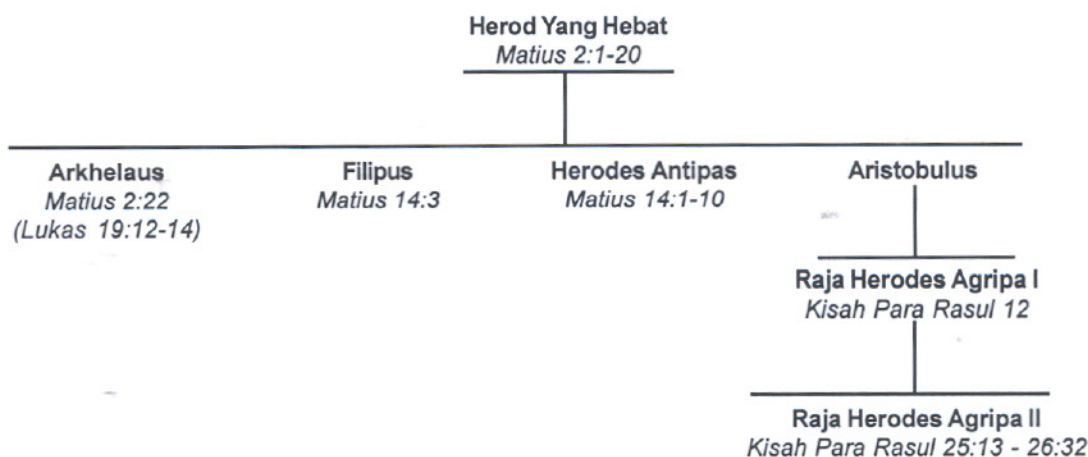 Herod Yang Hebat
Matius 2:1-20
Arkhelaus
Matius 2:22
(Lukas 19:12-14)
Filipus
Matius 14:3
Herodes Antipas
Matius 14:1-10
Aristobulus
Raja Herodes Agripa I
Kisah Para Rasul 12
Raja Herodes Agripa II
Kisah Para Rasul 25:13 - 26:32